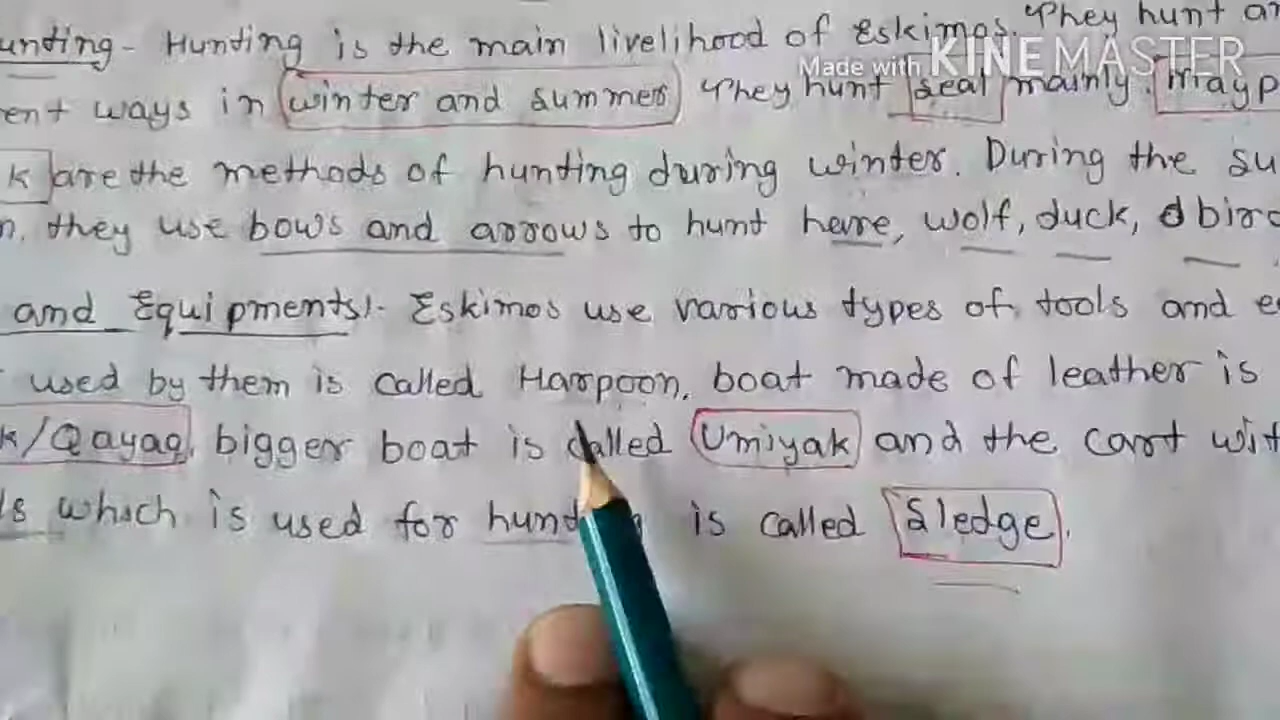 unting - Hunting is the main livelihood of Eskimos. They hunt an
Made with KINEMASTER
ent ways in winter and summer They hunt seal mainly. Mayp
k are the methods of hunting during winter. During the su
n, they use bows and arrows to hunt hare, wolf, duck, bird
and Equipments:- Eskimos use various types of tools and e
used by them is called Harpoon, boat made of leather is
k/Qayaq, bigger boat is called Umiyak and the cart wit
ls which is used for hunt is called Sledge.